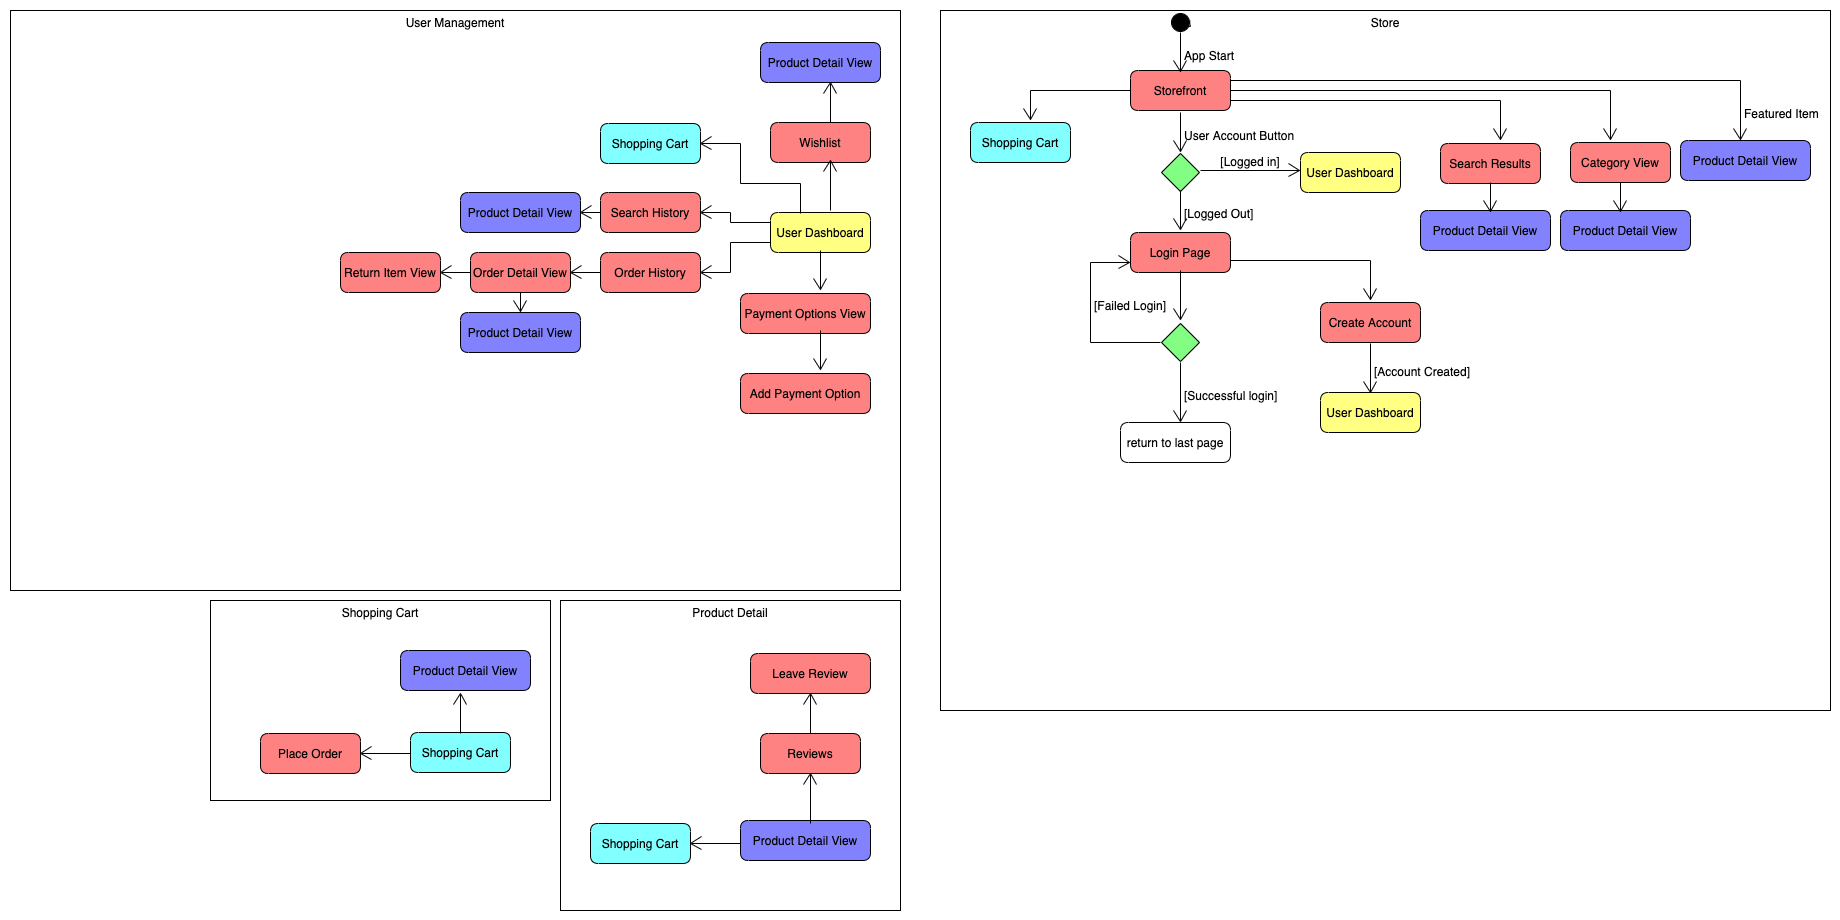 User Management
Product Detail View
Shopping Cart
Wishlist
Product Detail View
Search History
User Dashboard
Return Item View
Order Detail View
Order History
Product Detail View
Payment Options View
Add Payment Option
Store
App Start
Storefront
Featured Item
Shopping Cart
User Account Button
[Logged in]
User Dashboard
Search Results
Category View
Product Detail View
[Logged Out]
Product Detail View
Product Detail View
Login Page
[Failed Login]
Create Account
[Account Created]
[Successful login]
User Dashboard
return to last page
Shopping Cart
Product Detail View
Place Order
Shopping Cart
Product Detail
Leave Review
Reviews
Shopping Cart
Product Detail View